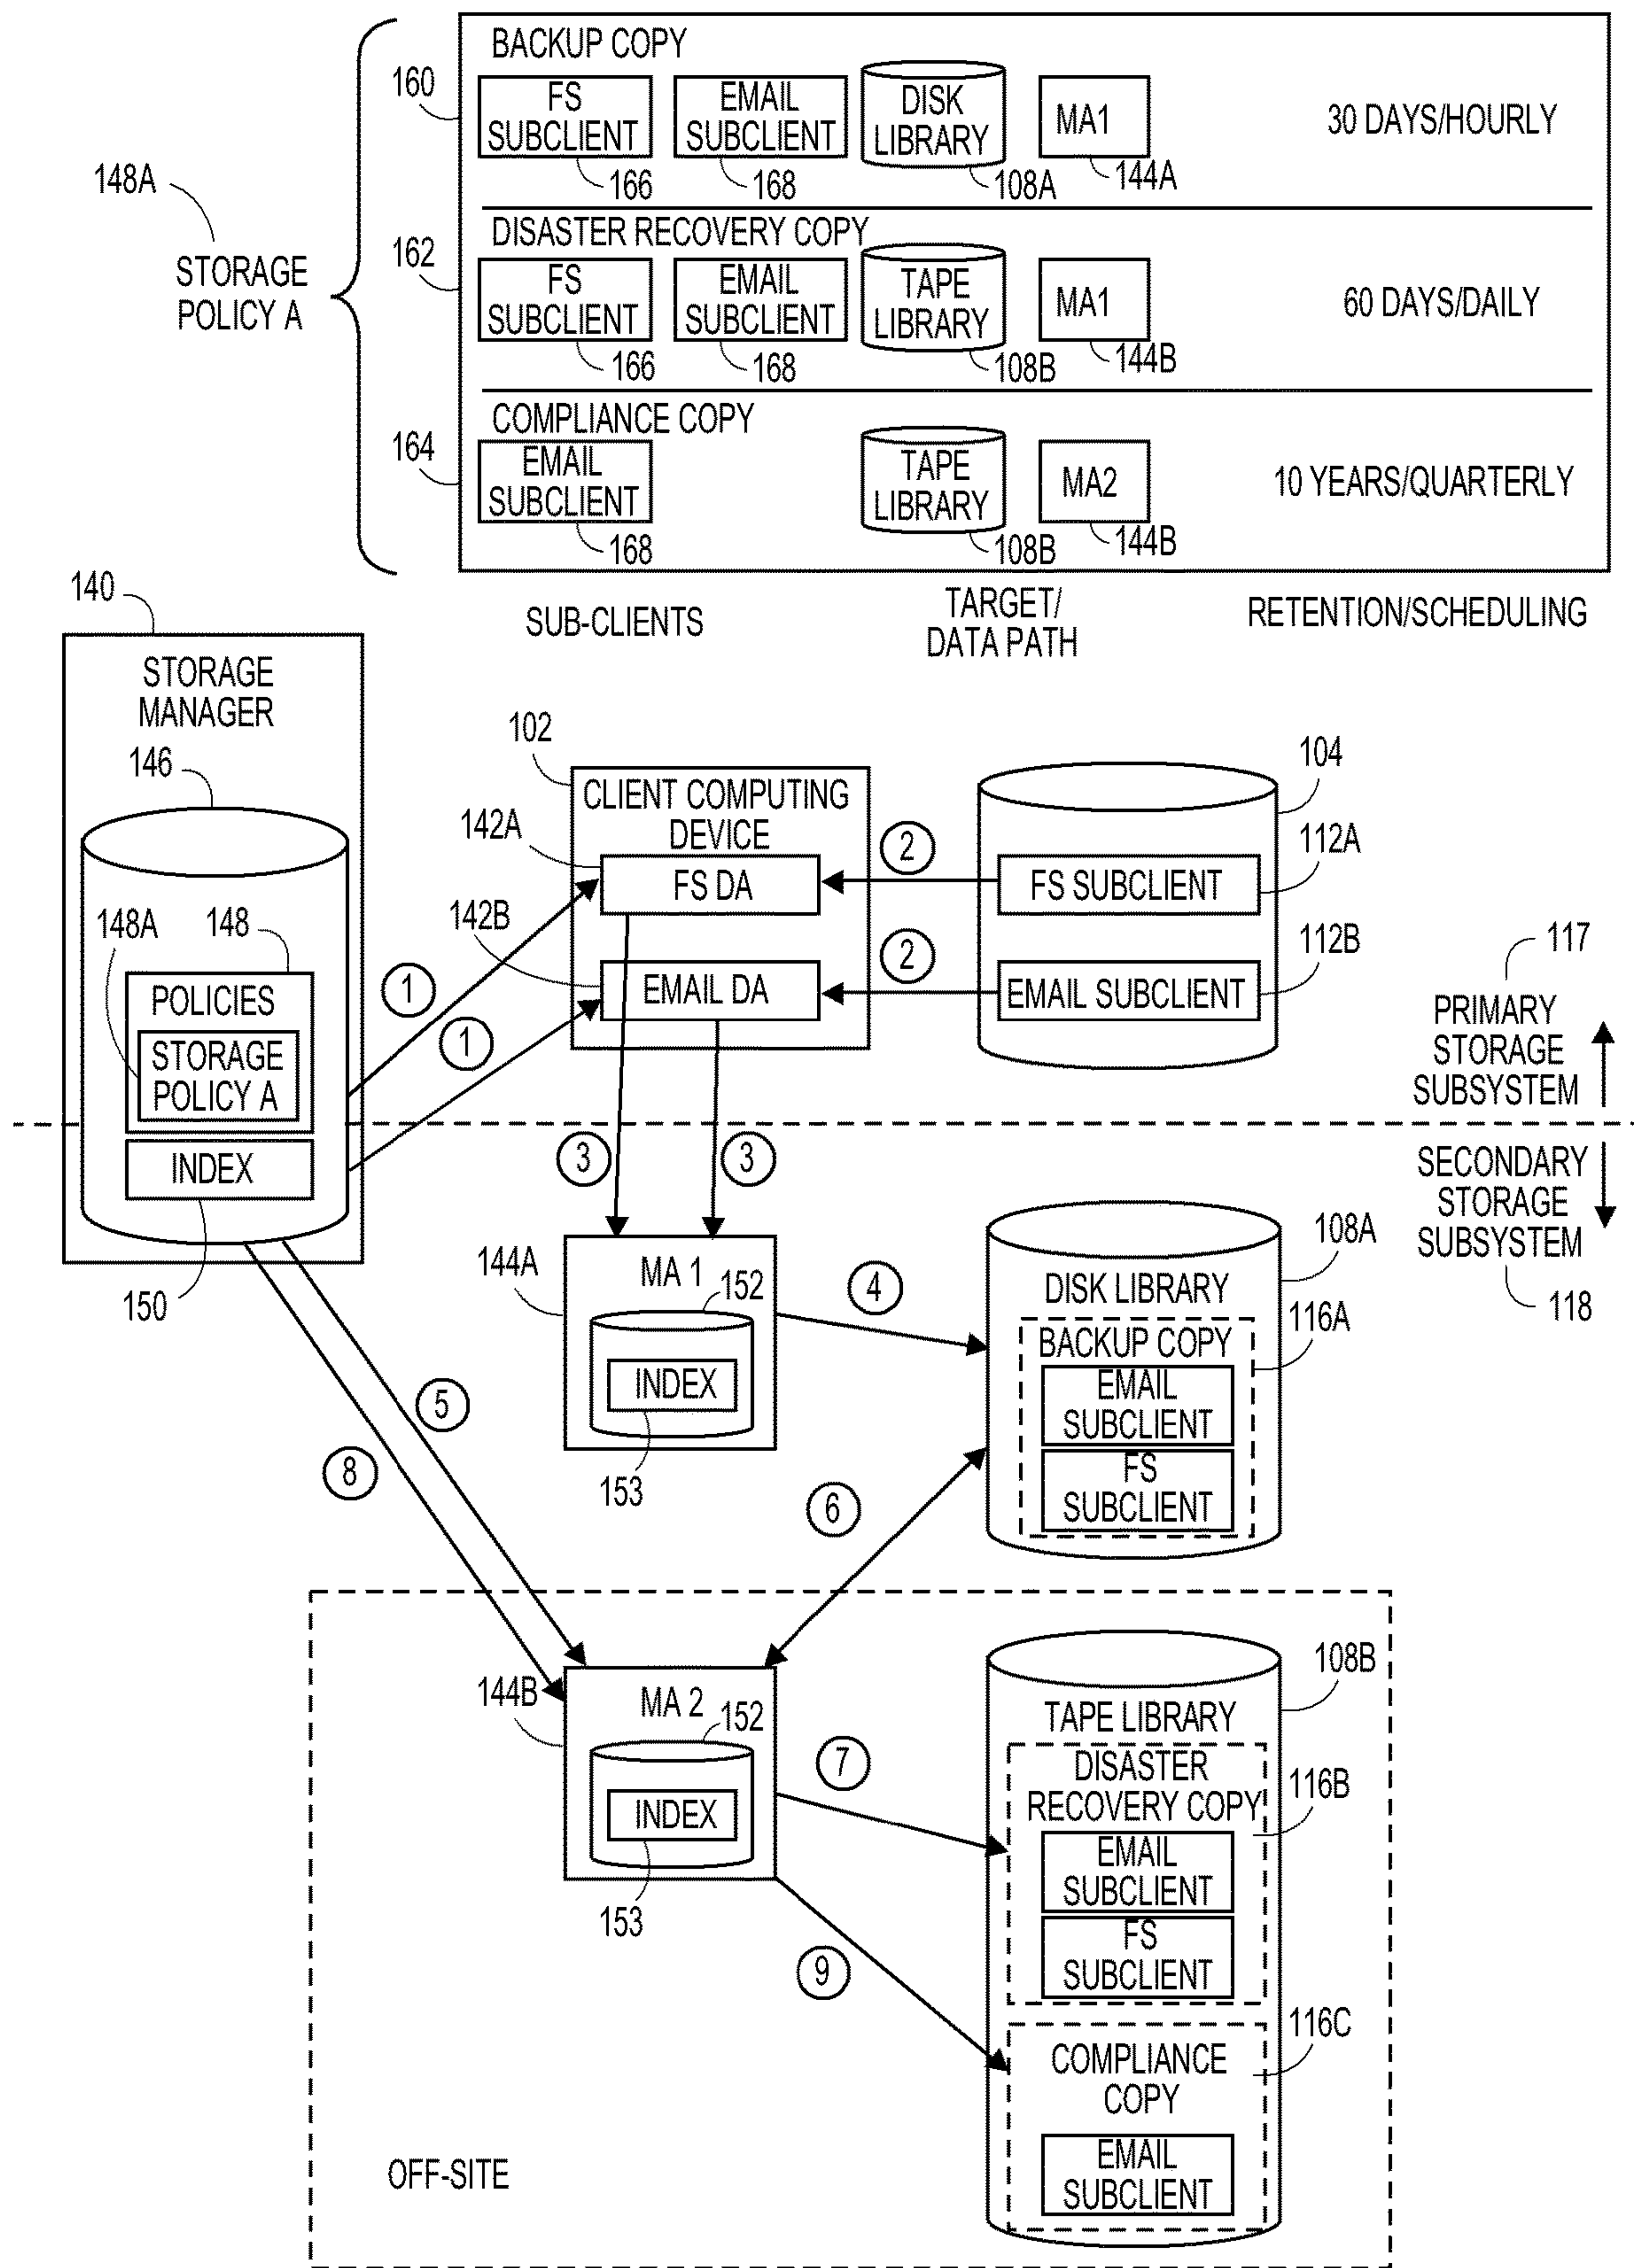 BACKUP COPY
160
FS
SUBCLIENT
166
EMAIL
SUBCLIENT
168
DISK
LIBRARY
108A
MA1
144A
30 DAYS/HOURLY
148A
STORAGE
POLICY A
DISASTER RECOVERY COPY
162
FS
SUBCLIENT
166
EMAIL
SUBCLIENT
168
TAPE
LIBRARY
108B
MA1
144B
60 DAYS/DAILY
COMPLIANCE COPY
164
EMAIL
SUBCLIENT
168
TAPE
LIBRARY
108B
MA2
144B
10 YEARS/QUARTERLY
SUB-CLIENTS
TARGET/
DATA PATH
RETENTION/SCHEDULING
140
STORAGE
MANAGER
146
148A
148
POLICIES
STORAGE
POLICY A
INDEX
150
1
1
102
CLIENT COMPUTING
DEVICE
142A
FS DA
142B
EMAIL DA
2
2
104
FS SUBCLIENT
112A
EMAIL SUBCLIENT
112B
117
PRIMARY
STORAGE
SUBSYSTEM
SECONDARY
STORAGE
SUBSYSTEM
118
3
3
144A
MA 1
152
INDEX
153
4
108A
DISK LIBRARY
BACKUP COPY
116A
EMAIL
SUBCLIENT
FS
SUBCLIENT
5
8
6
144B
MA 2
152
INDEX
153
7
9
108B
TAPE LIBRARY
DISASTER
RECOVERY COPY
116B
EMAIL
SUBCLIENT
FS
SUBCLIENT
116C
COMPLIANCE
COPY
EMAIL
SUBCLIENT
OFF-SITE